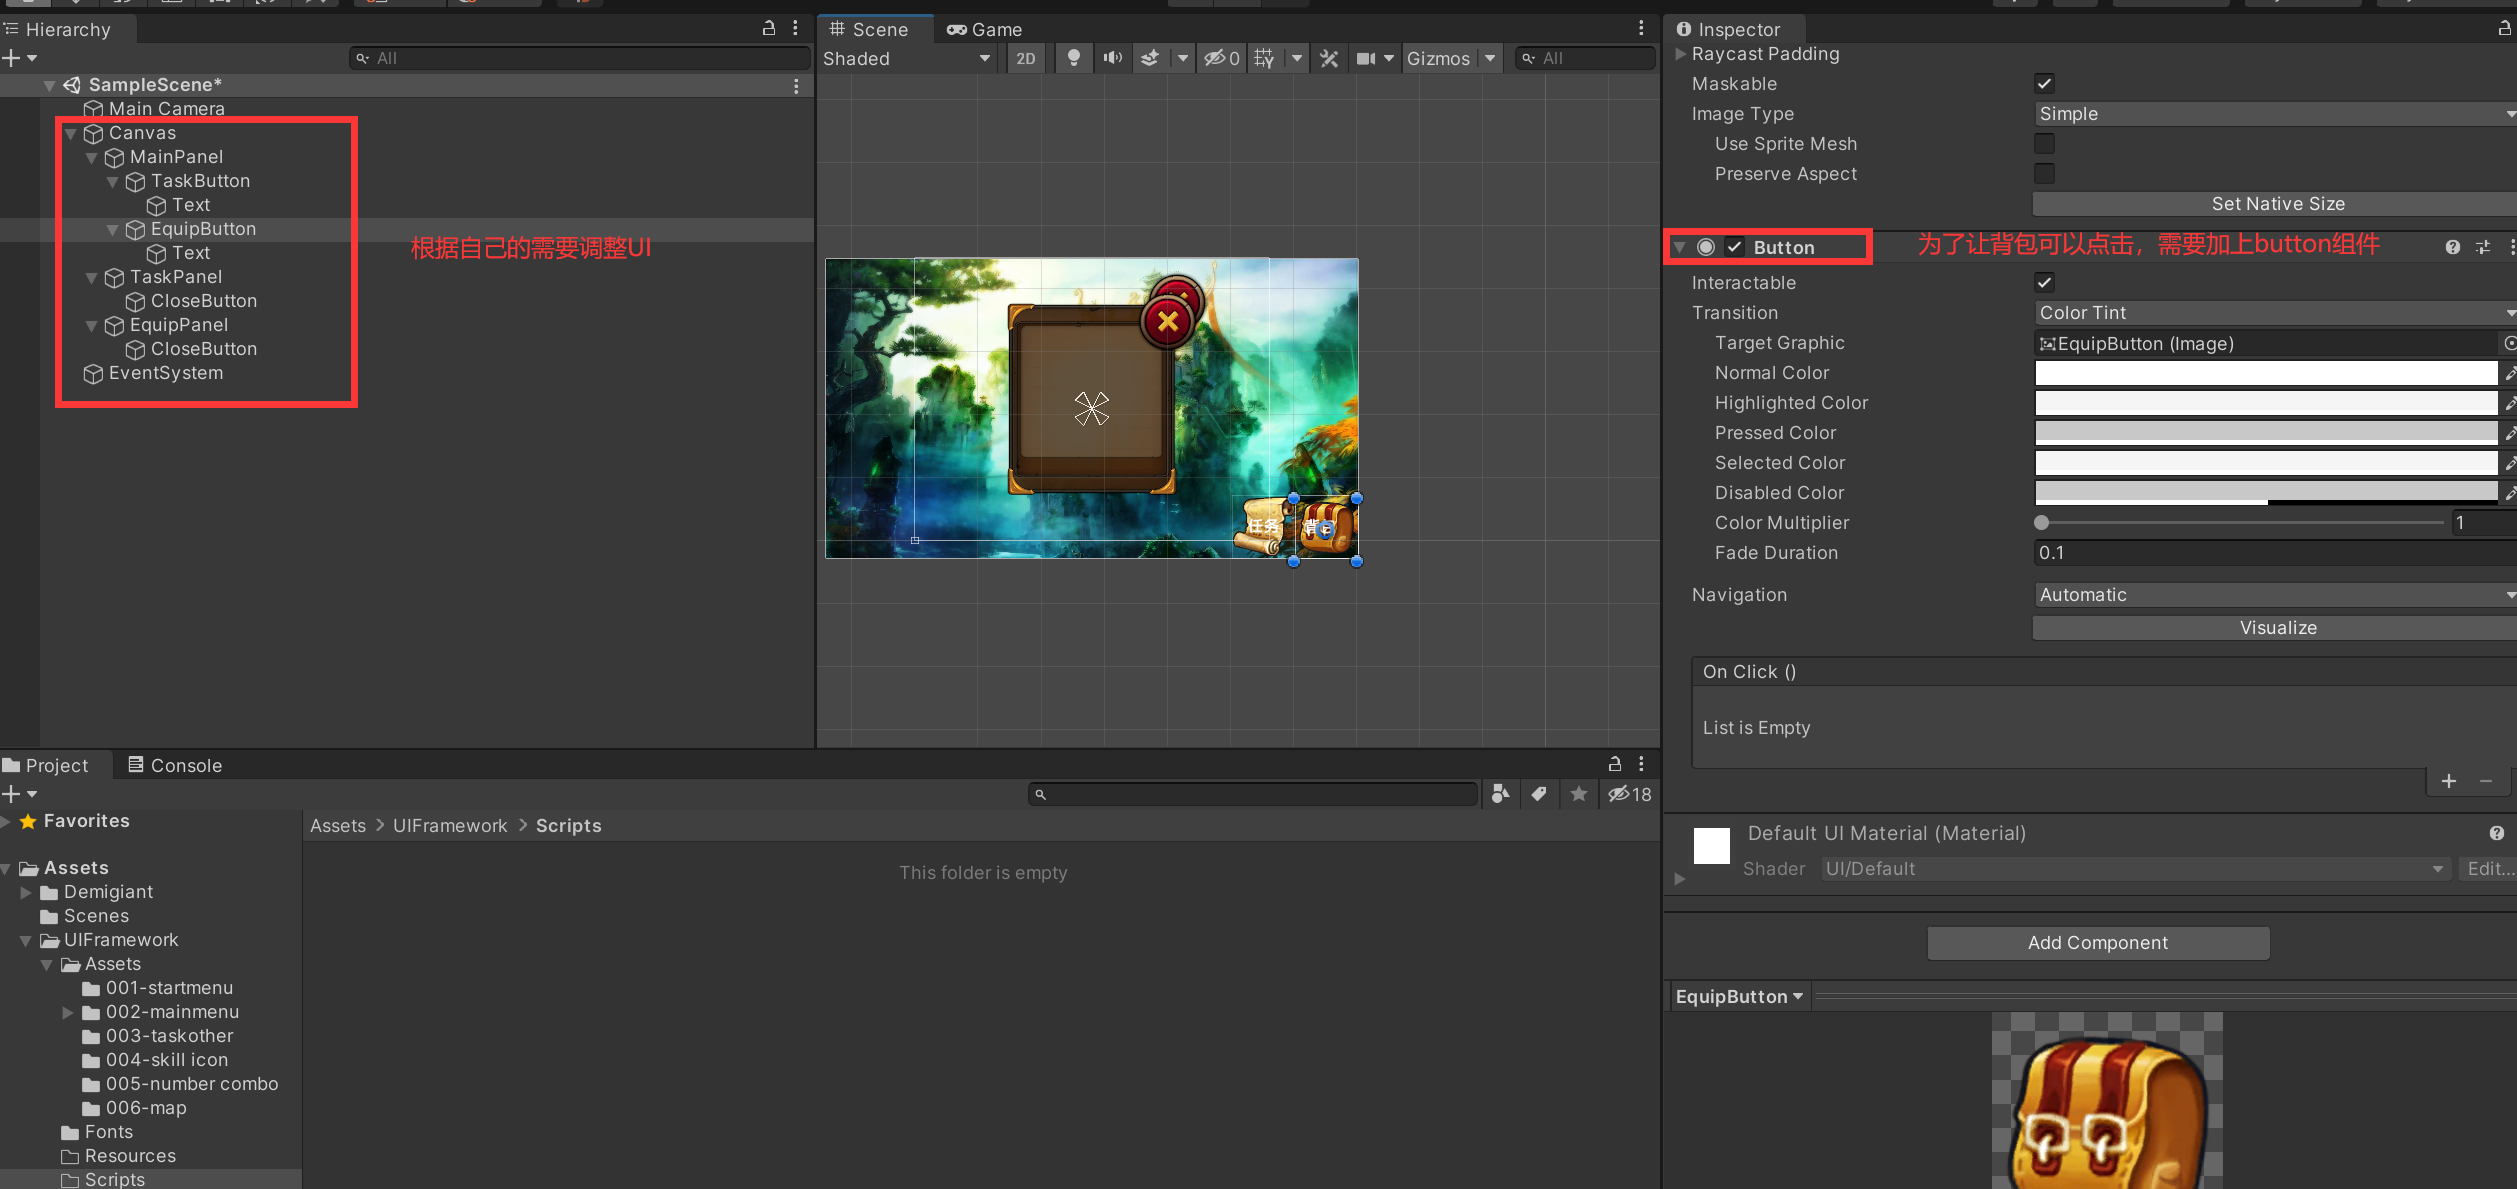 Hierarchy
All
SampleScene*
Main Camera
Canvas
MainPanel
TaskButton
Text
EquipButton
Text
TaskPanel
CloseButton
EquipPanel
CloseButton
EventSystem
根据自己的需要调整UI
Scene
Game
Shaded
2D
0
Gizmos
All
任务
Inspector
Raycast Padding
Maskable
Image Type
Simple
Use Sprite Mesh
Preserve Aspect
Set Native Size
Button
为了让背包可以点击，需要加上button组件
Interactable
Transition
Color Tint
Target Graphic
EquipButton (Image)
Normal Color
Highlighted Color
Pressed Color
Selected Color
Disabled Color
Color Multiplier
1
Fade Duration
0.1
Navigation
Automatic
Visualize
On Click ()
List is Empty
Default UI Material (Material)
Shader
UI/Default
Edit...
Add Component
EquipButton
Project
Console
18
Favorites
Assets
Demigiant
Scenes
UIFramework
Assets
001-startmenu
002-mainmenu
003-taskother
004-skill icon
005-number combo
006-map
Fonts
Resources
Scripts
Assets > UIFramework > Scripts
This folder is empty